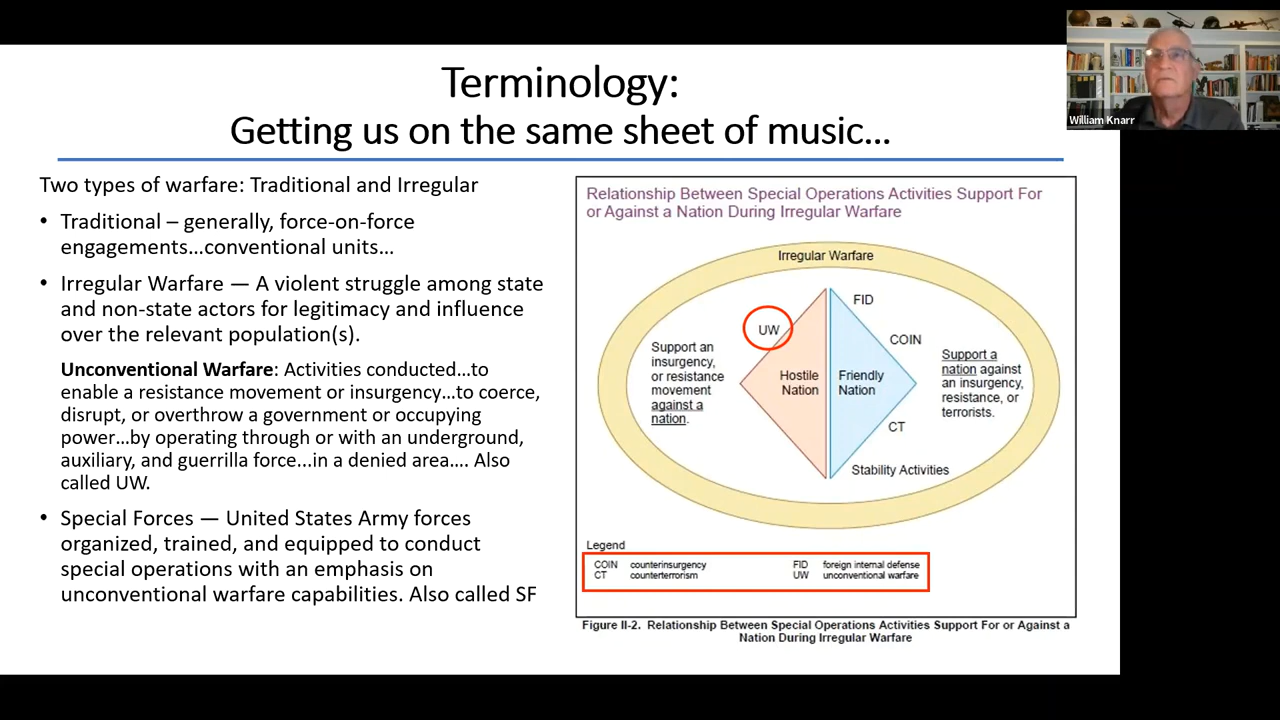 Terminology:
Getting us on the same sheet of music...
William Knarr
Two types of warfare: Traditional and Irregular
• Traditional – generally, force-on-force
engagements...conventional units...
• Irregular Warfare — A violent struggle among state
and non-state actors for legitimacy and influence
over the relevant population(s).
Unconventional Warfare: Activities conducted...to
enable a resistance movement or insurgency...to coerce,
disrupt, or overthrow a government or occupying
power...by operating through or with an underground,
auxiliary, and guerrilla force...in a denied area.... Also
called UW.
• Special Forces — United States Army forces
organized, trained, and equipped to conduct
special operations with an emphasis on
unconventional warfare capabilities. Also called SF
Relationship Between Special Operations Activities Support For
or Against a Nation During Irregular Warfare
Irregular Warfare
UW
Support an
insurgency,
or resistance
movement
against a
nation.
Hostile
Nation
Friendly
Nation
FID
COIN
Support a
nation against
an insurgency,
resistance, or
terrorists.
CT
Stability Activities
Legend
COIN counterinsurgency
CT counterterrorism
FID foreign internal defense
UW unconventional warfare
Figure II-2. Relationship Between Special Operations Activities Support For or Against a
Nation During Irregular Warfare